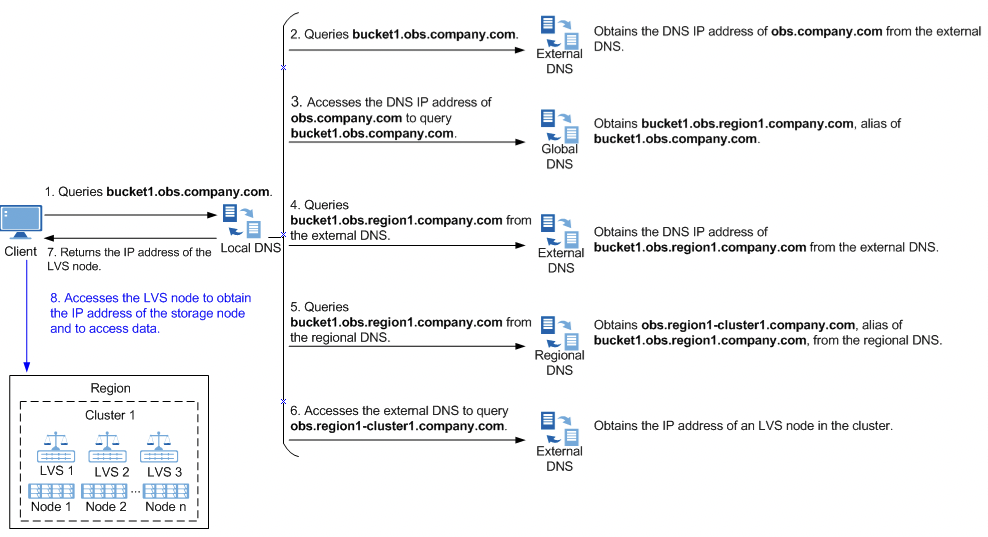 2. Queries bucket1.obs.company.com.
External
DNS
Obtains the DNS IP address of obs.company.com from the external
DNS.
3. Accesses the DNS IP address of
obs.company.com to query
bucket1.obs.company.com.
Global
DNS
Obtains bucket1.obs.region1.company.com, alias of
bucket1.obs.company.com.
1. Queries bucket1.obs.company.com.
Client
Local DNS
7. Returns the IP address of the
LVS node.
4. Queries
bucket1.obs.region1.company.com from
the external DNS.
External
DNS
Obtains the DNS IP address of
bucket1.obs.region1.company.com from the external DNS.
8. Accesses the LVS node to obtain
the IP address of the storage node
and to access data.
5. Queries
bucket1.obs.region1.company.com from
the regional DNS.
Regional
DNS
Obtains obs.region1-cluster1.company.com, alias of
bucket1.obs.region1.company.com, from the regional DNS.
6. Accesses the external DNS to query
obs.region1-cluster1.company.com.
External
DNS
Obtains the IP address of an LVS node in the cluster.
Region
Cluster 1
LVS 1 LVS 2 LVS 3
...
Node 1 Node 2 Node n